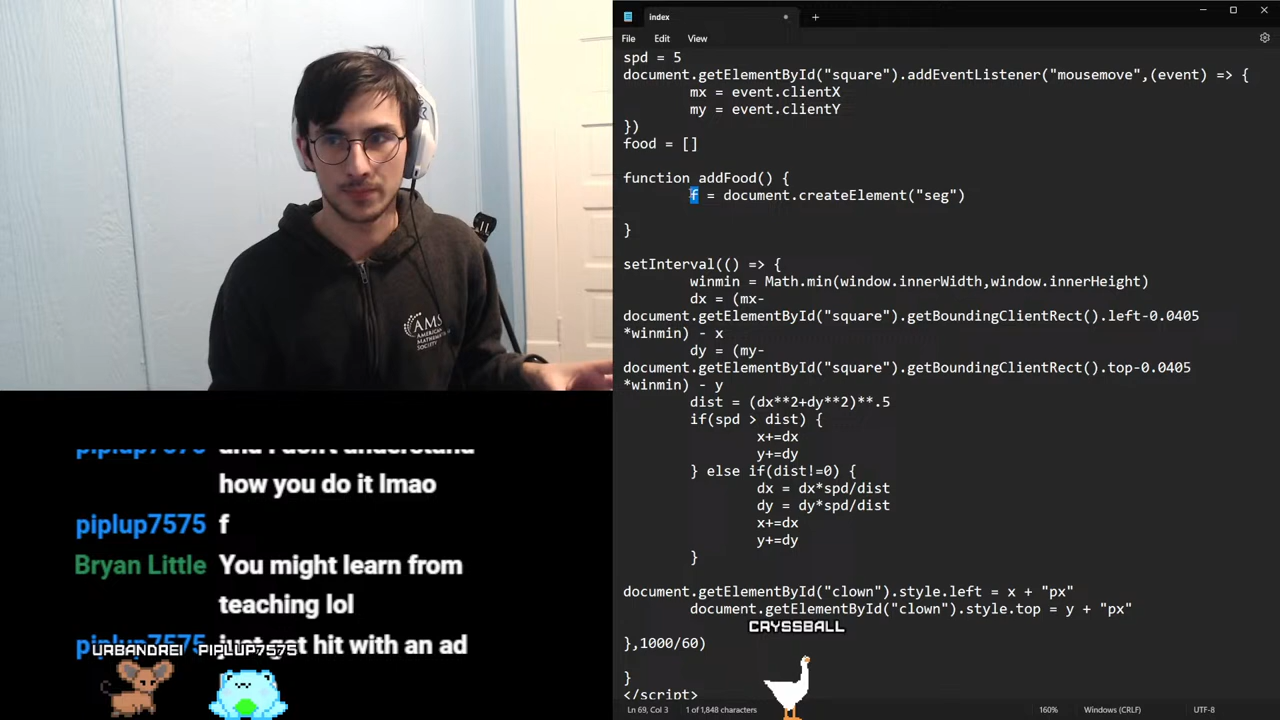 index
File
Edit
View
spd = 5
document.getElementById("square").addEventListener("mousemove",(event) => {
mx = event.clientX
my = event.clientY
})
food = []
function addFood() {
f = document.createElement("seg")
}
setInterval(() => {
winmin = Math.min(window.innerWidth,window.innerHeight)
dx = (mx-
document.getElementById("square").getBoundingClientRect().left-0.0405
*winmin) - x
dy = (my-
document.getElementById("square").getBoundingClientRect().top-0.0405
*winmin) - y
dist = (dx**2+dy**2)**.5
if(spd > dist) {
x+=dx
y+=dy
} else if(dist!=0) {
dx = dx*spd/dist
dy = dy*spd/dist
x+=dx
y+=dy
}
document.getElementById("clown").style.left = x + "px"
document.getElementById("clown").style.top = y + "px"
},1000/60)
}
</script>
Ln 69, Col 3
1 of 1,848 characters
160%
Windows (CRLF)
UTF-8
CRYSSBALL
AMS
AMERICAN
MATHEMATICAL
SOCIETY
piplup7575 and I don't understand
how you do it lmao
piplup7575 f
Bryan Little You might learn from
teaching lol
piplup7575 just got hit with an ad
URBANDREI PIPLUP7575